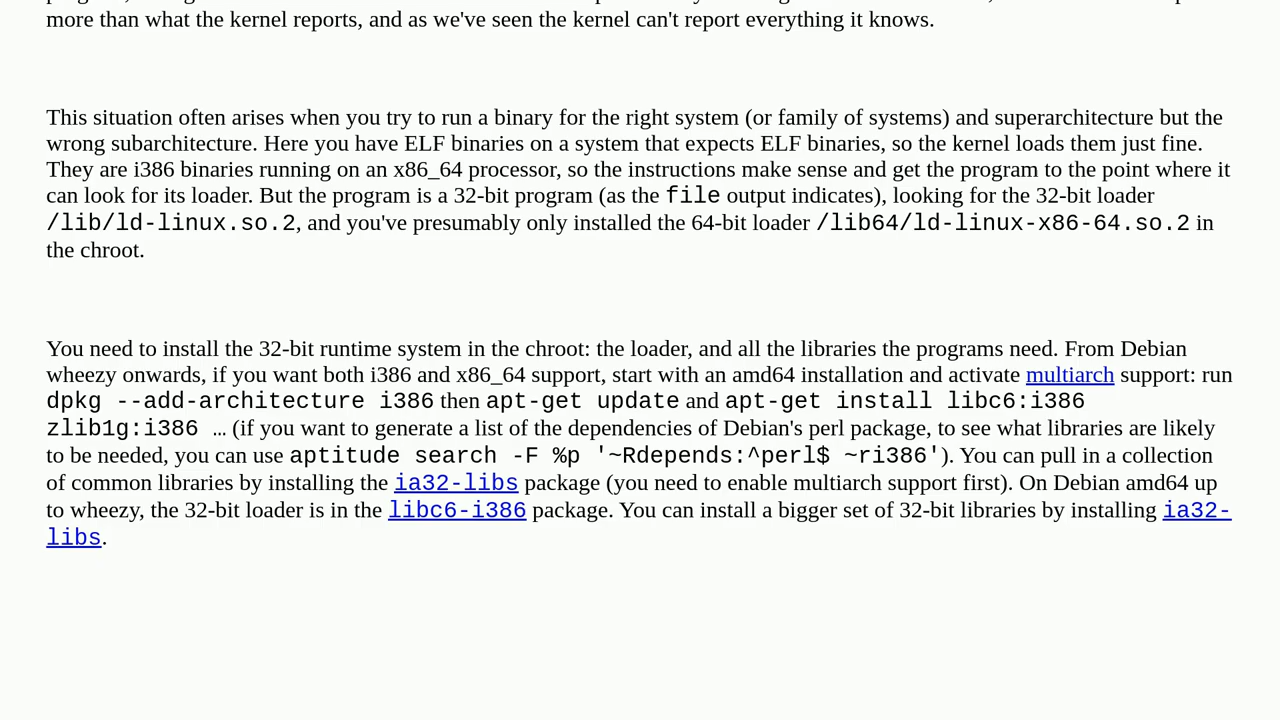 more than what the kernel reports, and as we've seen the kernel can't report everything it knows.
This situation often arises when you try to run a binary for the right system (or family of systems) and superarchitecture but the
wrong subarchitecture. Here you have ELF binaries on a system that expects ELF binaries, so the kernel loads them just fine.
They are i386 binaries running on an x86_64 processor, so the instructions make sense and get the program to the point where it
can look for its loader. But the program is a 32-bit program (as the file output indicates), looking for the 32-bit loader
/lib/ld-linux.so.2, and you've presumably only installed the 64-bit loader /lib64/ld-linux-x86-64.so.2 in
the chroot.
You need to install the 32-bit runtime system in the chroot: the loader, and all the libraries the programs need. From Debian
wheezy onwards, if you want both i386 and x86_64 support, start with an amd64 installation and activate multiarch support: run
dpkg --add-architecture i386 then apt-get update and apt-get install libc6:i386
zlib1g:i386 … (if you want to generate a list of the dependencies of Debian's perl package, to see what libraries are likely
to be needed, you can use aptitude search -F %p '~Rdepends:^perl$ ~ri386'). You can pull in a collection
of common libraries by installing the ia32-libs package (you need to enable multiarch support first). On Debian amd64 up
to wheezy, the 32-bit loader is in the libc6-i386 package. You can install a bigger set of 32-bit libraries by installing ia32-
libs.